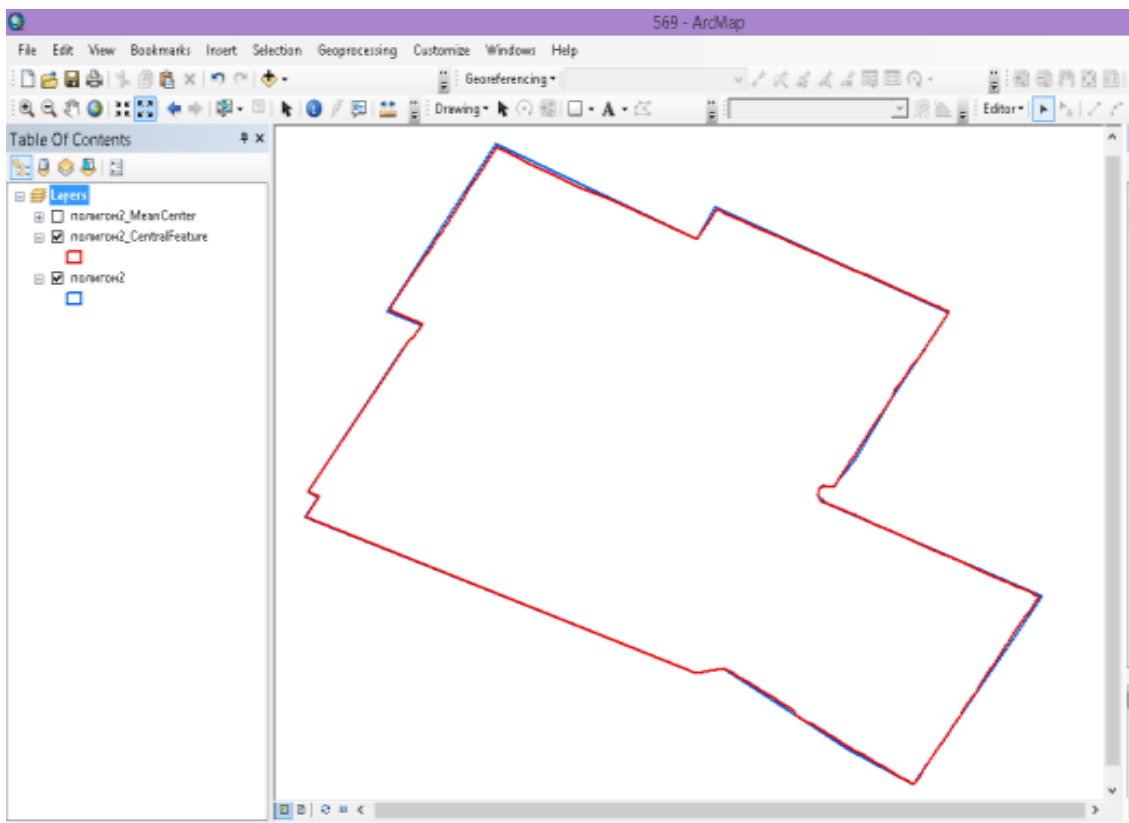 569 - ArcMap
File Edit View Bookmarks Insert Selection Geoprocessing Customize Windows Help
Georeferencing
Drawing A Editor
Table Of Contents
Layers
полигон2_MeanCenter
полигон2_CentralFeature
полигон2